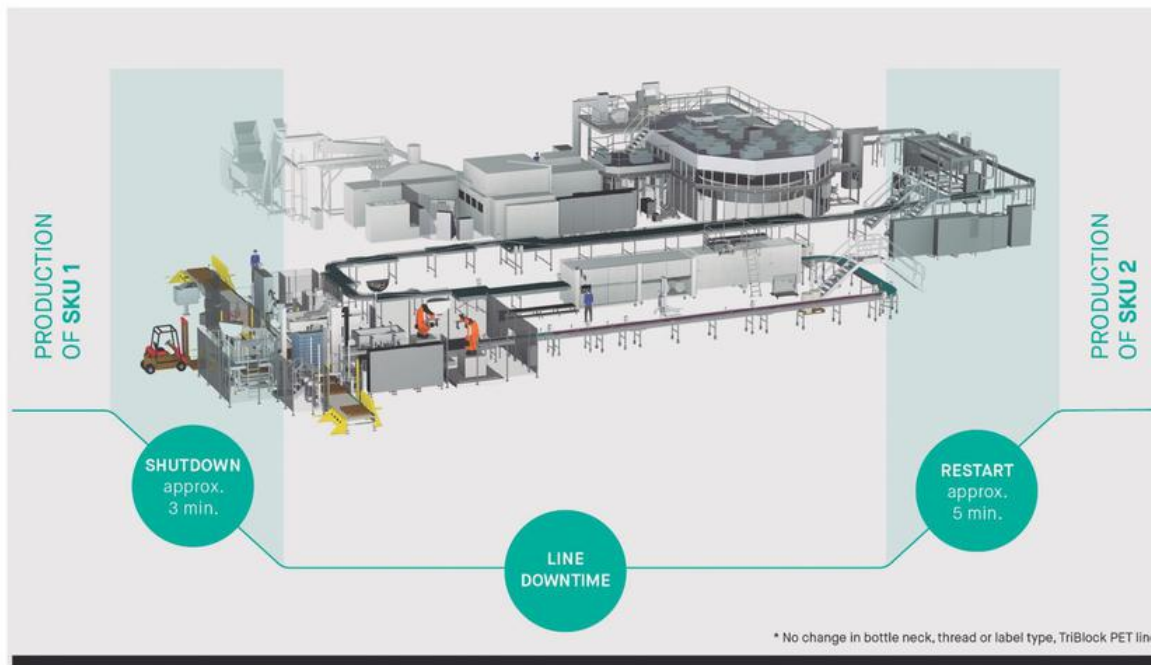 PRODUCTION
OF SKU 1
SHUTDOWN
approx.
3 min.
LINE
DOWNTIME
RESTART
approx.
5 min.
PRODUCTION
OF SKU 2
* No change in bottle neck, thread or label type, TriBlock PET line